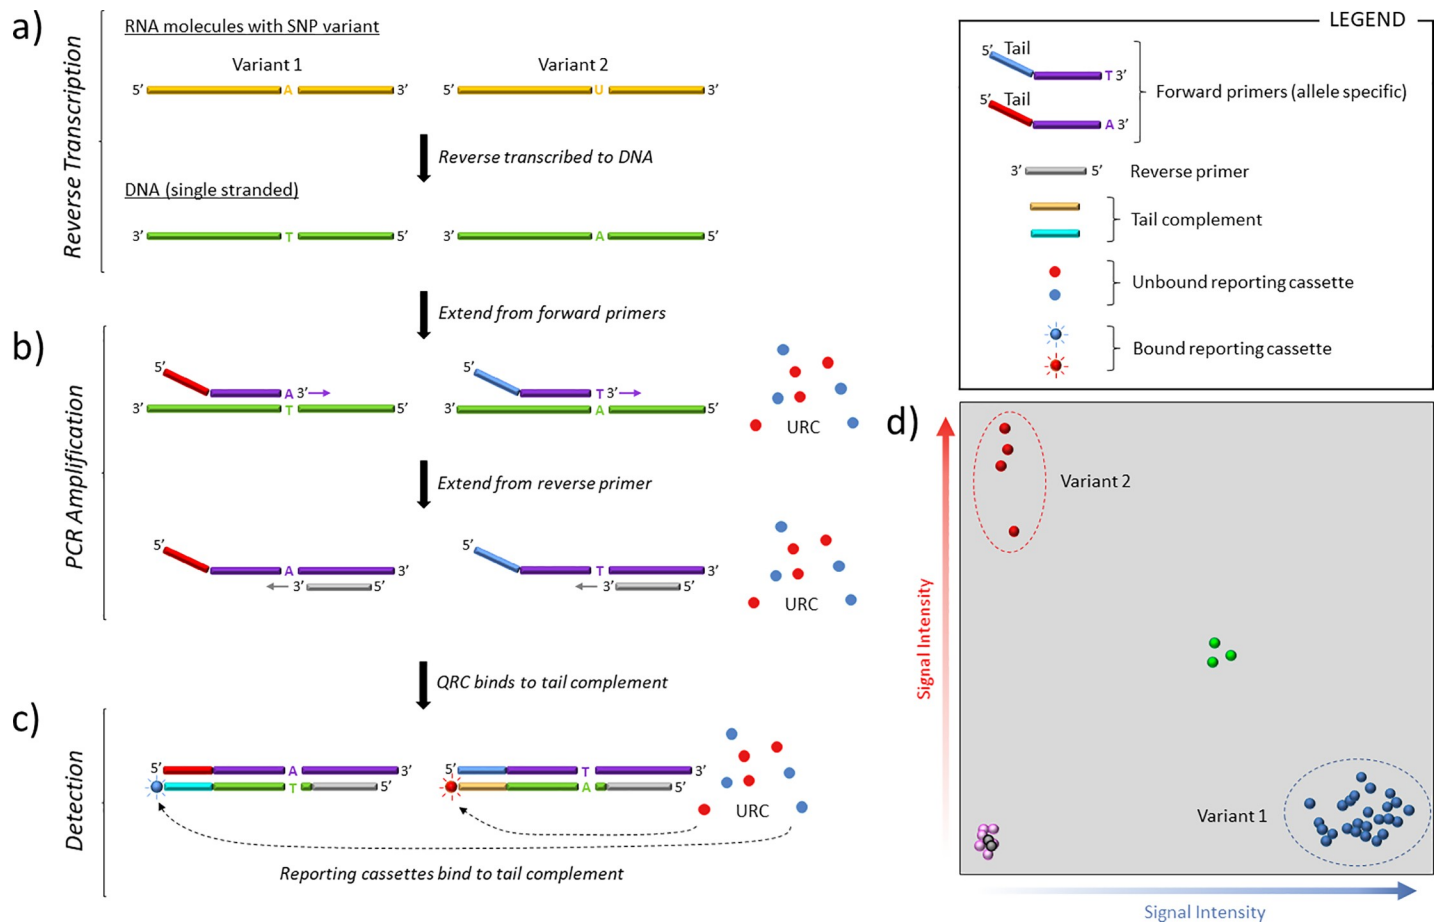 a)
Reverse Transcription
RNA molecules with SNP variant
Variant 1
Variant 2
5’ A 3’
5’ U 3’
Reverse transcribed to DNA
DNA (single stranded)
3’ T 5’
3’ A 5’
Extend from forward primers
b)
PCR Amplification
5’
A 3’
3’ T 5’
5’
T 3’
3’ A 5’
URC
Extend from reverse primer
5’
A 3’
3’ 5’
5’
T 3’
3’ 5’
URC
QRC binds to tail complement
c)
Detection
5’ A 3’
T 5’
5’ T 3’
A 5’
URC
Reporting cassettes bind to tail complement
LEGEND
5’ Tail
T 3’
5’ Tail
A 3’
Forward primers (allele specific)
3’ 5’
Reverse primer
Tail complement
Unbound reporting cassette
Bound reporting cassette
d)
Signal Intensity
Variant 2
Variant 1
Signal Intensity